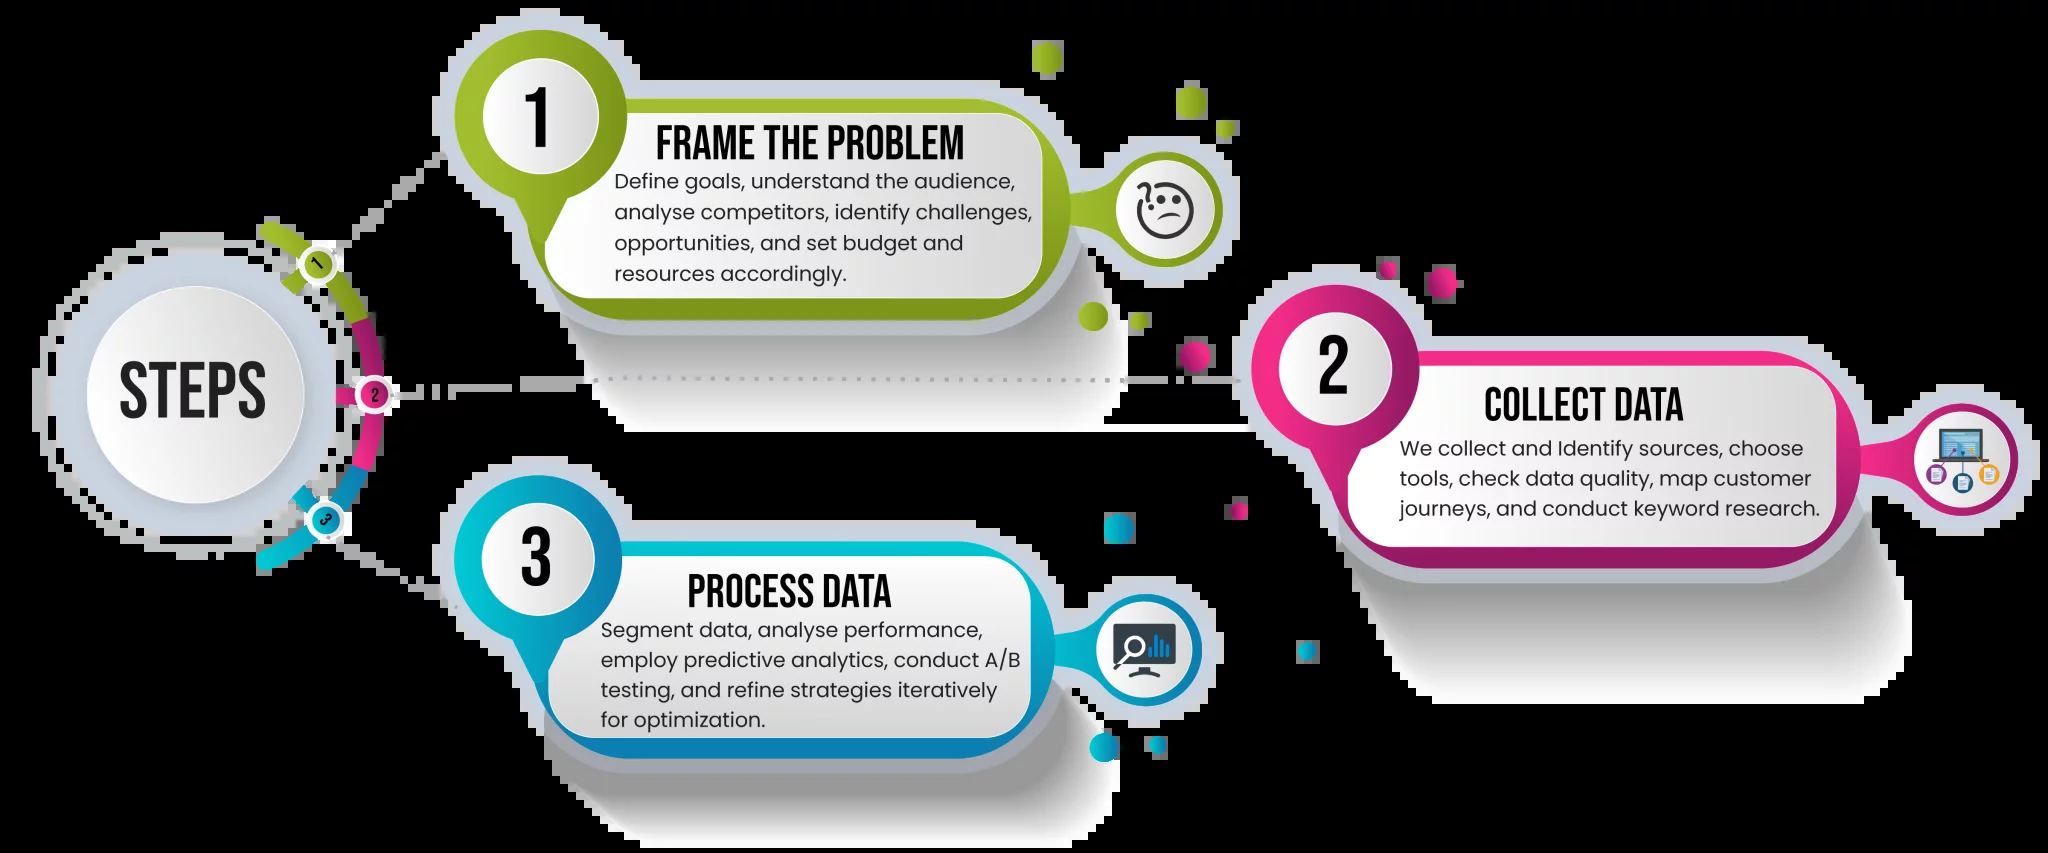 STEPS
1
2
3
1
FRAME THE PROBLEM
Define goals, understand the audience,
analyse competitors, identify challenges,
opportunities, and set budget and
resources accordingly.
2
COLLECT DATA
We collect and Identify sources, choose
tools, check data quality, map customer
journeys, and conduct keyword research.
3
PROCESS DATA
Segment data, analyse performance,
employ predictive analytics, conduct A/B
testing, and refine strategies iteratively
for optimization.